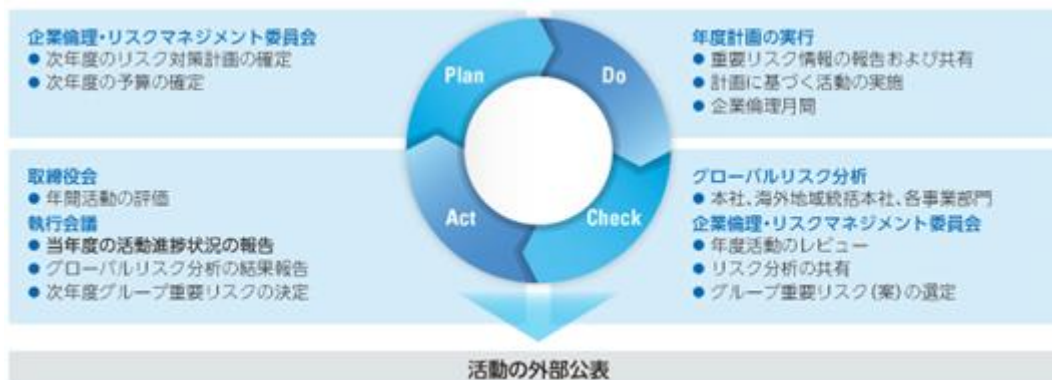 企業倫理・リスクマネジメント委員会
● 次年度のリスク対策計画の確定
● 次年度の予算の確定
Plan
Do
年度計画の実行
● 重要リスク情報の報告および共有
● 計画に基づく活動の実施
● 企業倫理月間
取締役会
● 年間活動の評価
執行会議
● 当年度の活動進捗状況の報告
● グローバルリスク分析の結果報告
● 次年度グループ重要リスクの決定
Act
Check
グローバルリスク分析
● 本社、海外地域統括本社、各事業部門
企業倫理・リスクマネジメント委員会
● 年度活動のレビュー
● リスク分析の共有
● グループ重要リスク(案)の選定
活動の外部公表